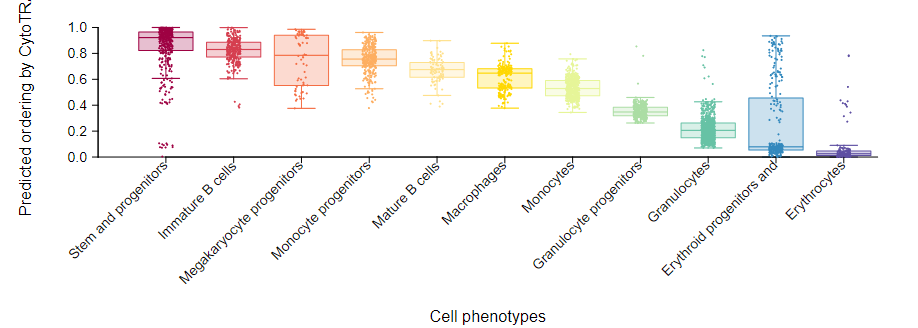 Predicted ordering by CytoTR
1.0
0.8
0.6
0.4
0.2
0.0
Stem and progenitors
Immature B cells
Megakaryocyte progenitors
Monocyte progenitors
Mature B cells
Macrophages
Monocytes
Granulocyte progenitors
Granulocytes
Erythroid progenitors and
Erythrocytes
Cell phenotypes